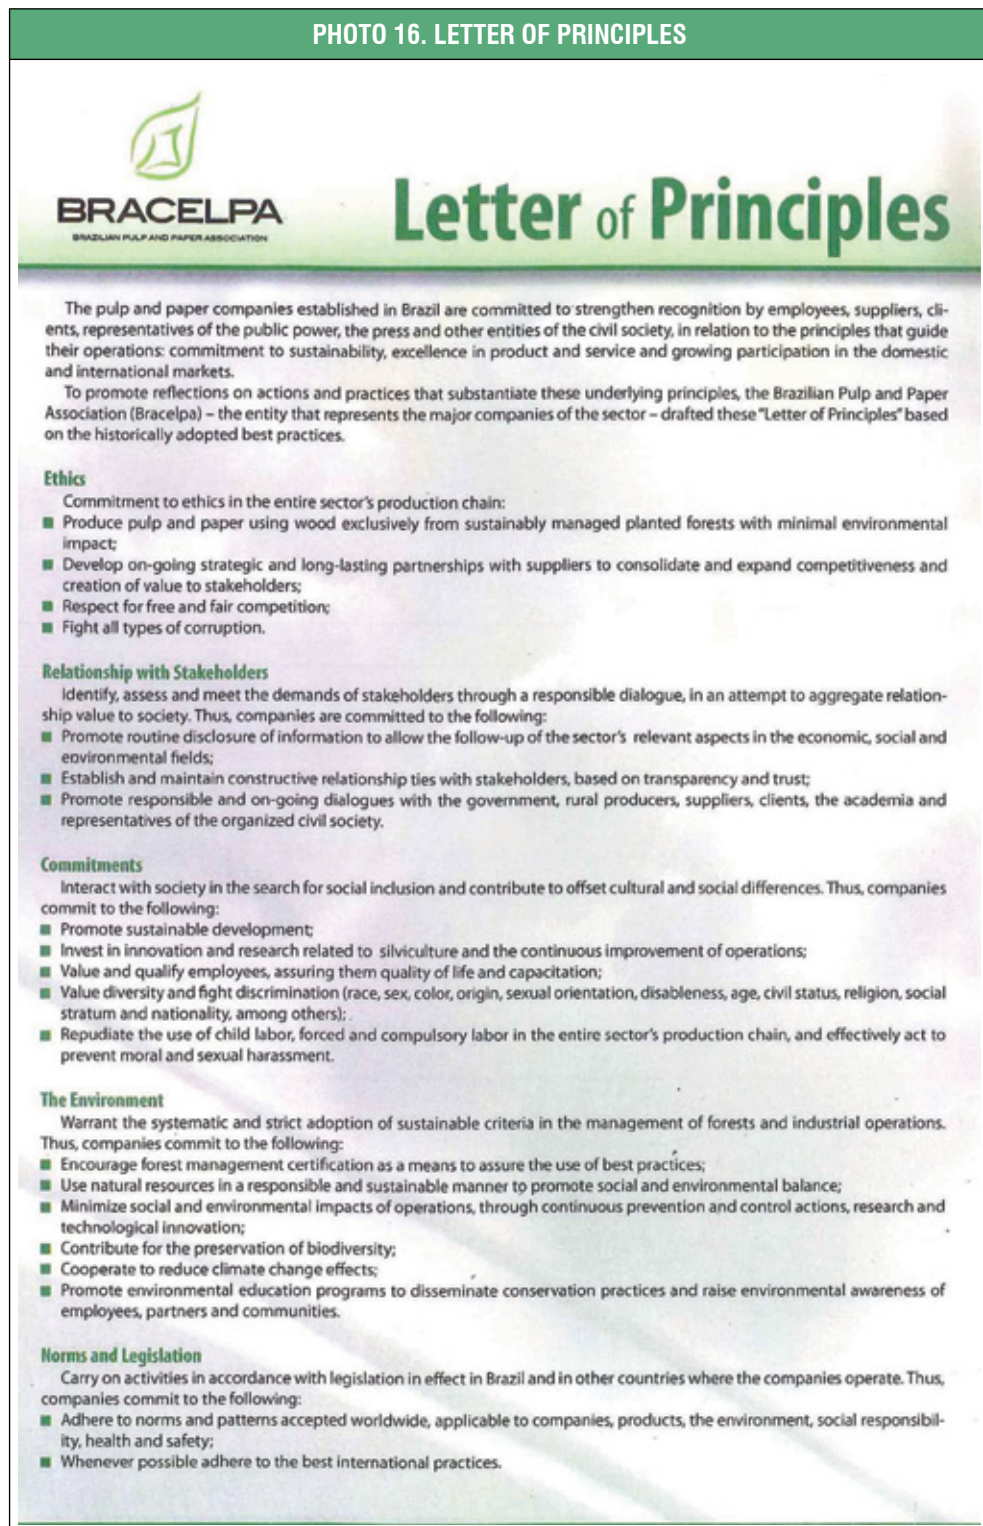 PHOTO 16. LETTER OF PRINCIPLES
BRACELPA
BRAZILIAN PULP AND PAPER ASSOCIATION
Letter of Principles
The pulp and paper companies established in Brazil are committed to strengthen recognition by employees, suppliers, cli-
ents, representatives of the public power, the press and other entities of the civil society, in relation to the principles that guide
their operations: commitment to sustainability, excellence in product and service and growing participation in the domestic
and international markets.
To promote reflections on actions and practices that substantiate these underlying principles, the Brazilian Pulp and Paper
Association (Bracelpa) – the entity that represents the major companies of the sector – drafted these "Letter of Principles" based
on the historically adopted best practices.
Ethics
Commitment to ethics in the entire sector's production chain:
■ Produce pulp and paper using wood exclusively from sustainably managed planted forests with minimal environmental
impact;
■ Develop on-going strategic and long-lasting partnerships with suppliers to consolidate and expand competitiveness and
creation of value to stakeholders;
■ Respect for free and fair competition;
■ Fight all types of corruption.
Relationship with Stakeholders
Identify, assess and meet the demands of stakeholders through a responsible dialogue, in an attempt to aggregate relation-
ship value to society. Thus, companies are committed to the following:
■ Promote routine disclosure of information to allow the follow-up of the sector's relevant aspects in the economic, social and
environmental fields;
■ Establish and maintain constructive relationship ties with stakeholders, based on transparency and trust;
■ Promote responsible and on-going dialogues with the government, rural producers, suppliers, clients, the academia and
representatives of the organized civil society.
Commitments
Interact with society in the search for social inclusion and contribute to offset cultural and social differences. Thus, companies
commit to the following:
■ Promote sustainable development;
■ Invest in innovation and research related to silviculture and the continuous improvement of operations;
■ Value and qualify employees, assuring them quality of life and capacitation;
■ Value diversity and fight discrimination (race, sex, color, origin, sexual orientation, disableness, age, civil status, religion, social
stratum and nationality, among others);
■ Repudiate the use of child labor, forced and compulsory labor in the entire sector's production chain, and effectively act to
prevent moral and sexual harassment.
The Environment
Warrant the systematic and strict adoption of sustainable criteria in the management of forests and industrial operations.
Thus, companies commit to the following:
■ Encourage forest management certification as a means to assure the use of best practices;
■ Use natural resources in a responsible and sustainable manner to promote social and environmental balance;
■ Minimize social and environmental impacts of operations, through continuous prevention and control actions, research and
technological innovation;
■ Contribute for the preservation of biodiversity;
■ Cooperate to reduce climate change effects;
■ Promote environmental education programs to disseminate conservation practices and raise environmental awareness of
employees, partners and communities.
Norms and Legislation
Carry on activities in accordance with legislation in effect in Brazil and in other countries where the companies operate. Thus,
companies commit to the following:
■ Adhere to norms and patterns accepted worldwide, applicable to companies, products, the environment, social responsibil-
ity, health and safety;
■ Whenever possible adhere to the best international practices.